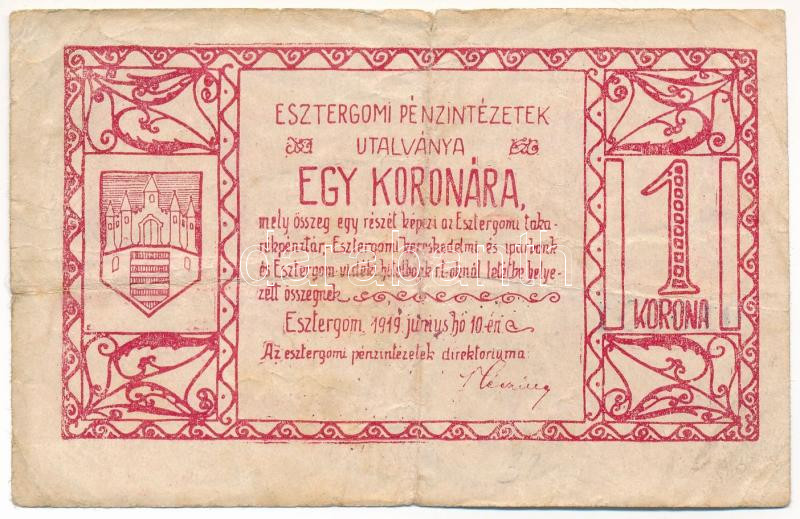 ESZTERGOMI PÉNZINTÉZETEK
UTALVÁNYA
EGY KORONÁRA,
mely összeg egy részét képezi az Esztergomi taka-
rékpénztár-Esztergomi kereskedelmi és iparbank
és Esztergom-vidéki hitelbank rt-oknál letétbe helye-
zett összegnek.
Esztergom, 1919. junius hó 10-én
Az esztergomi pénzintézetek direktoriuma:
1
KORONA
darabanth